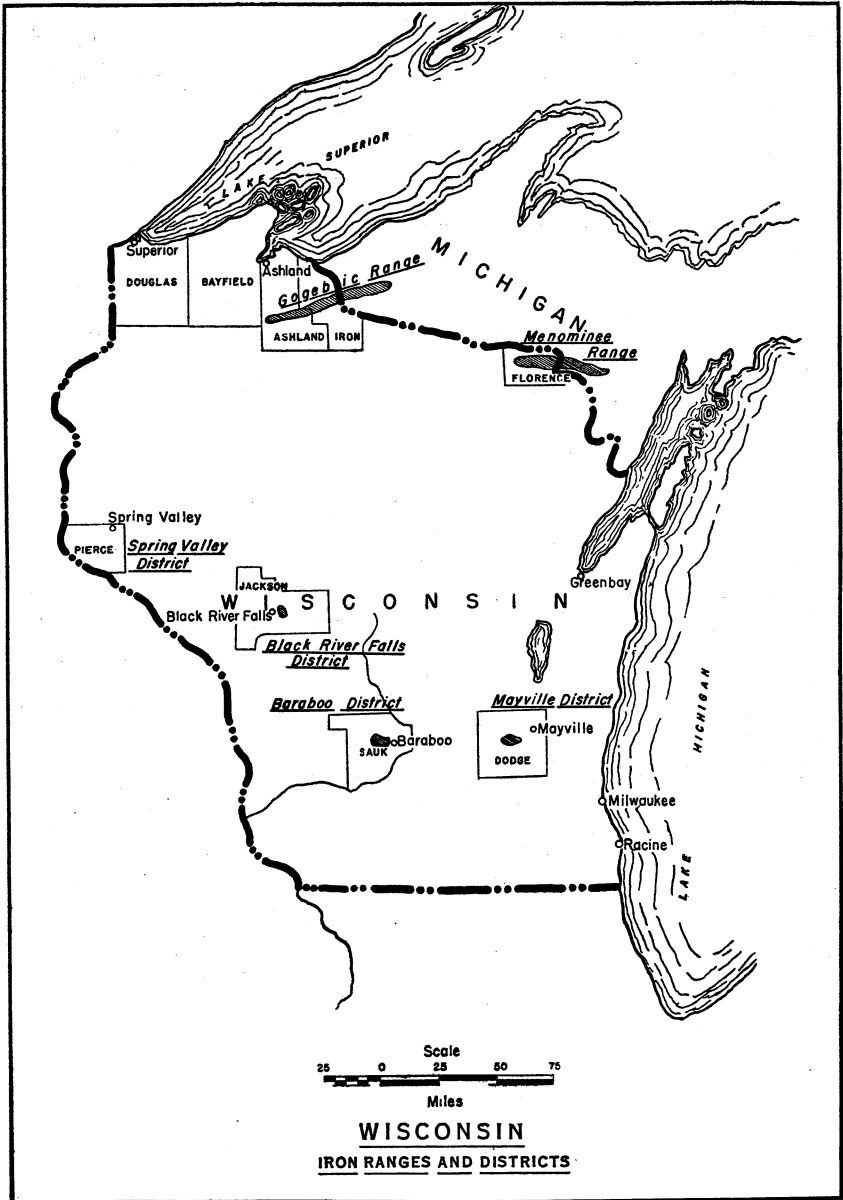 LAKE SUPERIOR
Superior
DOUGLAS
BAYFIELD
Ashland
Gogebic Range
ASHLAND
IRON
MICHIGAN
Menominee
Range
FLORENCE
Spring Valley
PIERCE
Spring Valley
District
Greenbay
JACKSON
WISCONSIN
Black River Falls
Black River Falls
District
Baraboo District
Baraboo
SAUK
Mayville District
Mayville
DODGE
LAKE MICHIGAN
Milwaukee
Racine
Scale
25 0 25 50 75
Miles
WISCONSIN
IRON RANGES AND DISTRICTS